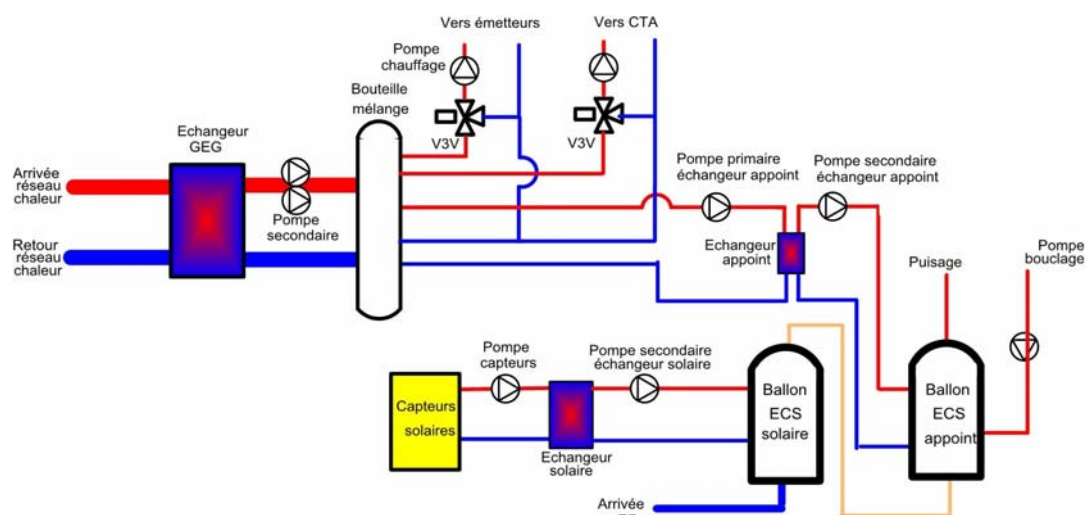 Vers émetteurs
Vers CTA
Pompe
chauffage
Bouteille
mélange
V3V
V3V
Echangeur
GEG
Arrivée
réseau
chaleur
Pompe
secondaire
Retour
réseau
chaleur
Pompe primaire
échangeur appoint
Pompe secondaire
échangeur appoint
Echangeur
appoint
Puisage
Pompe
bouclage
Pompe
capteurs
Pompe secondaire
échangeur solaire
Capteurs
solaires
Echangeur
solaire
Ballon
ECS
solaire
Ballon
ECS
appoint
Arrivée